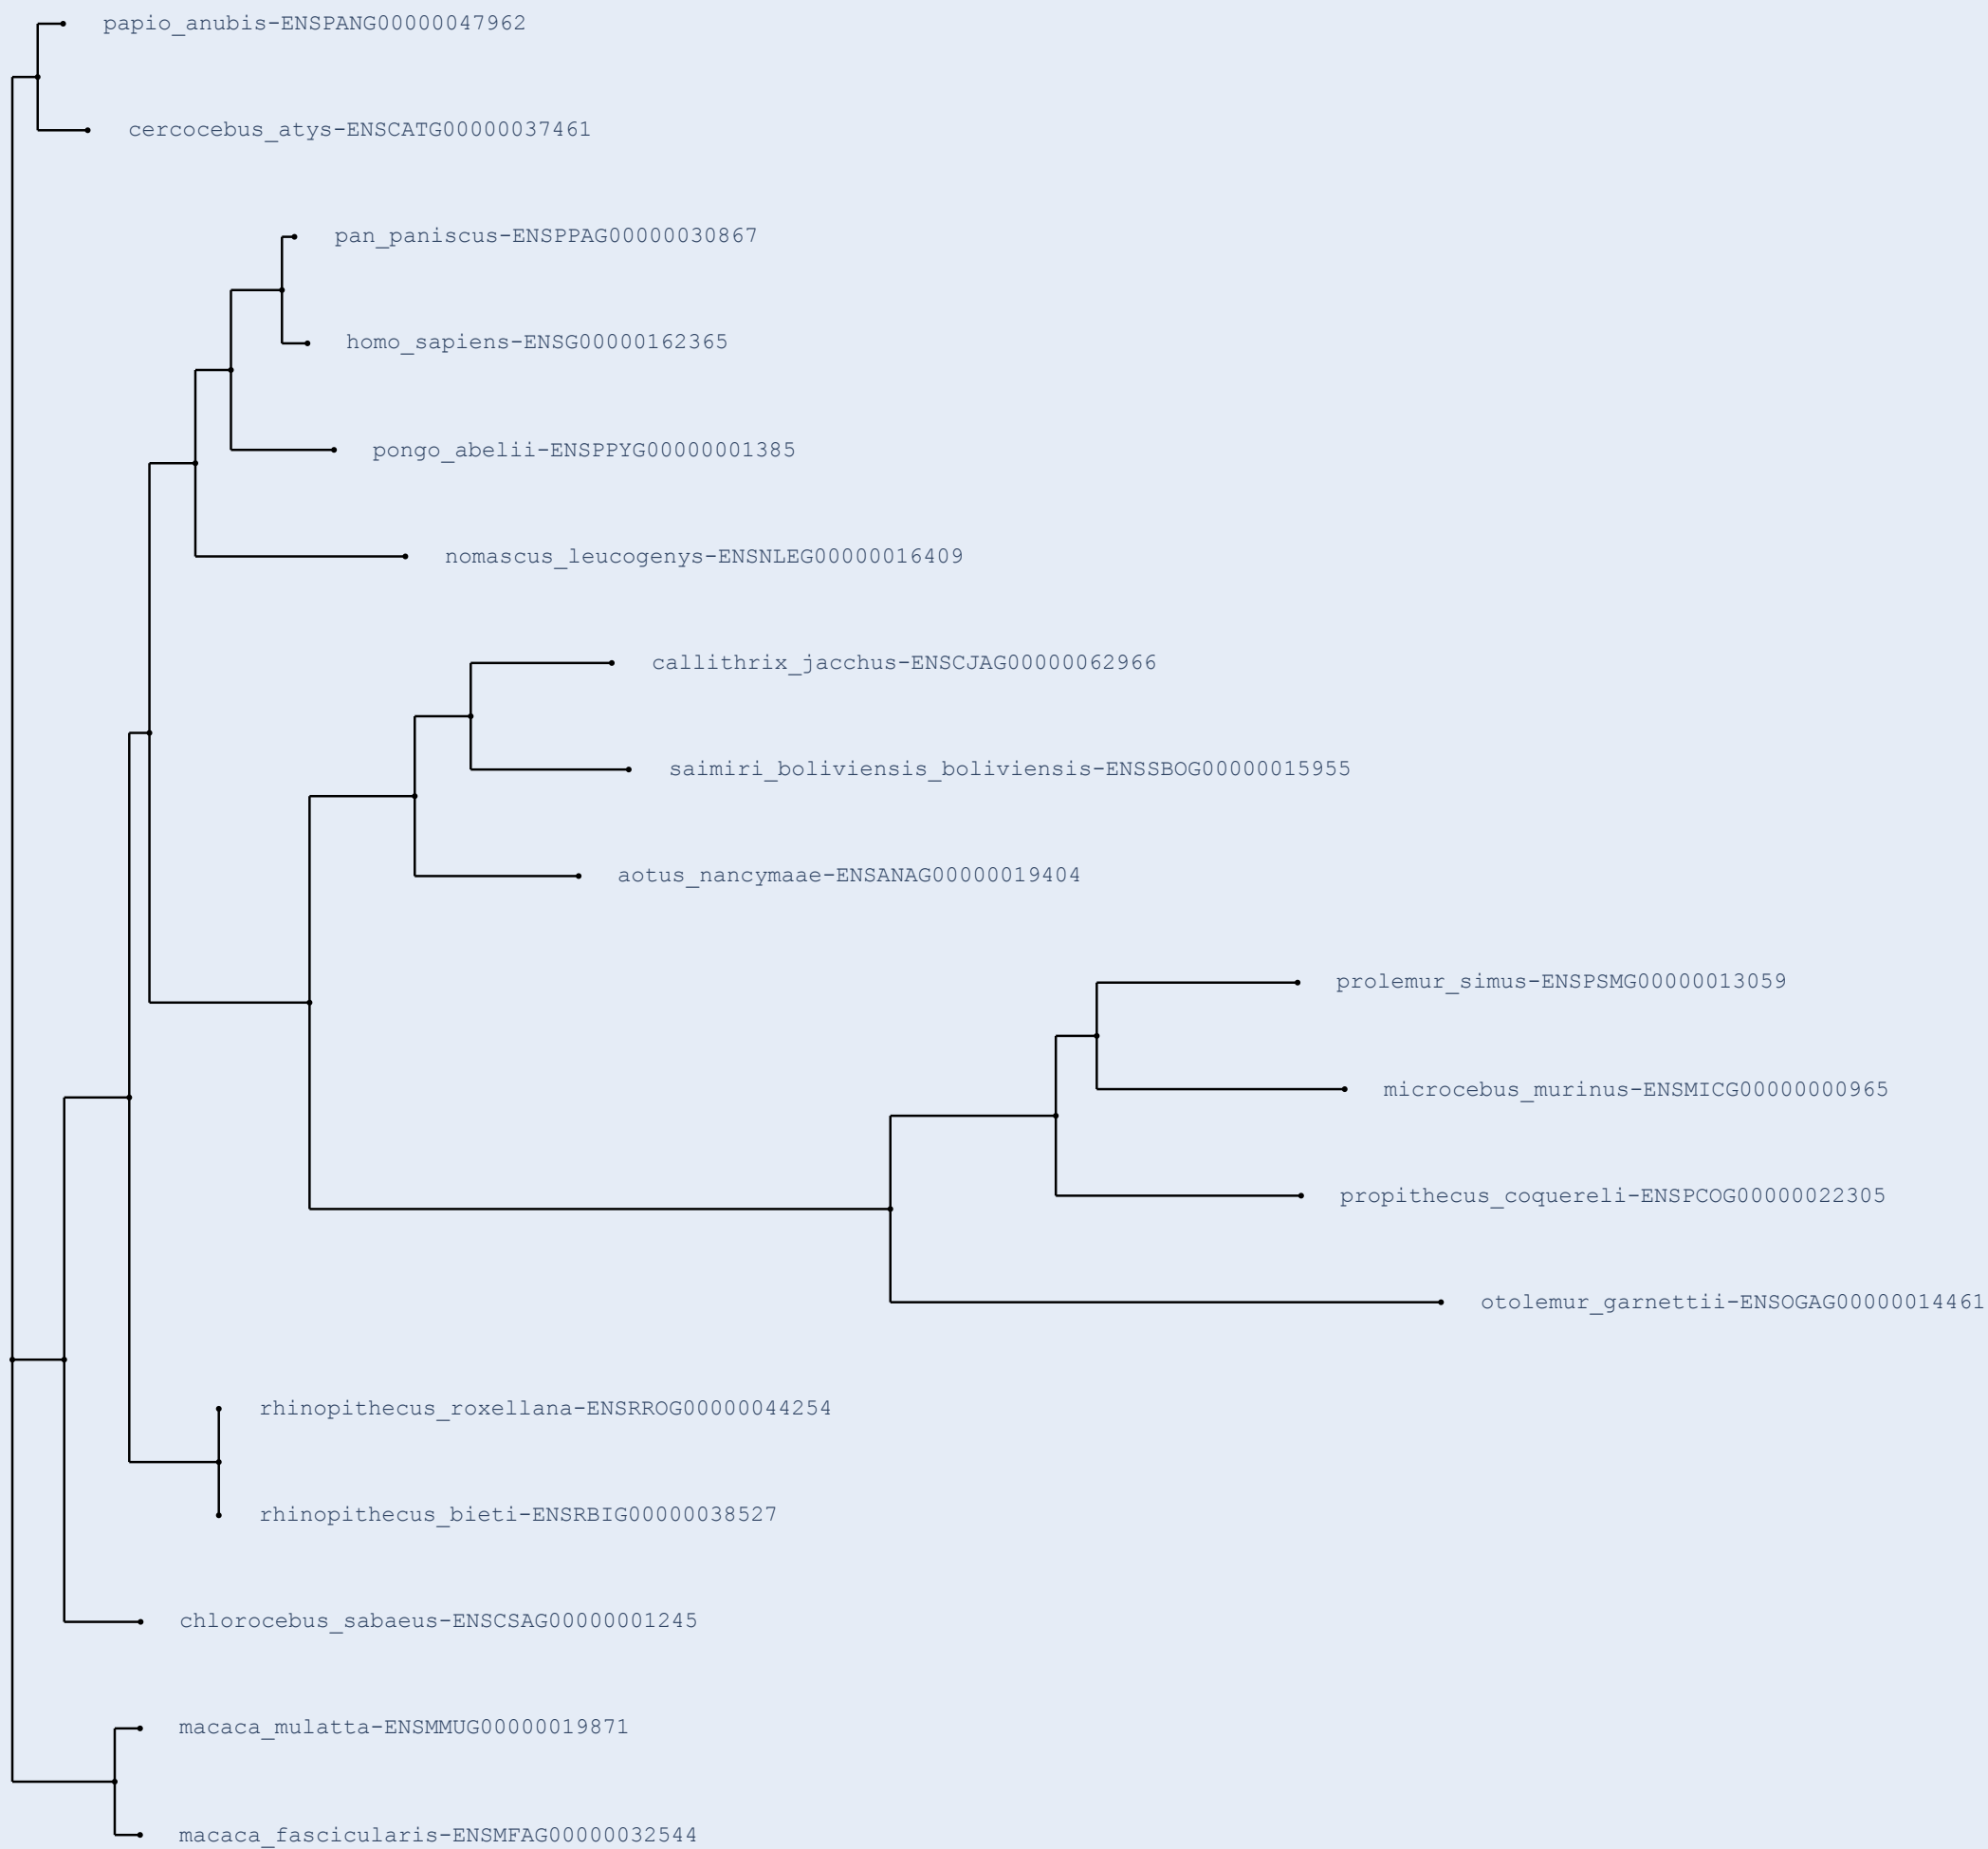 papio_anubis-ENSPANG00000047962
cercocebus_atys-ENSCATG00000037461
pan_paniscus-ENSPPAG00000030867
homo_sapiens-ENSG00000162365
pongo_abelii-ENSPPYG00000001385
nomascus_leucogenys-ENSNLEG00000016409
callithrix_jacchus-ENSCJAG00000062966
saimiri_boliviensis_boliviensis-ENSSBOG00000015955
aotus_nancymaae-ENSANAG00000019404
prolemur_simus-ENSPSMG00000013059
microcebus_murinus-ENSMICG00000000965
propithecus_coquereli-ENSPCOG00000022305
otolemur_garnettii-ENSOGAG00000014461
rhinopithecus_roxellana-ENSRROG00000044254
rhinopithecus_bieti-ENSRBIG00000038527
chlorocebus_sabaeus-ENSCSAG00000001245
macaca_mulatta-ENSMMUG00000019871
macaca_fascicularis-ENSMFAG00000032544